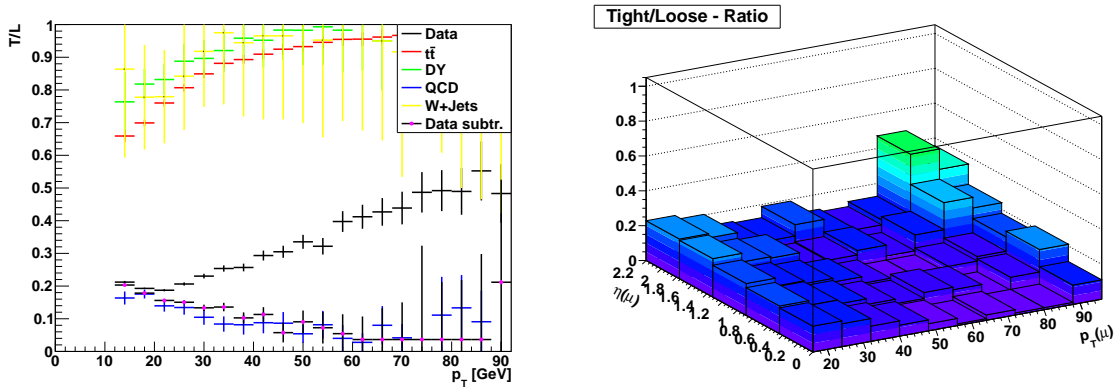 T/L
1
0.9
0.8
0.7
0.6
0.5
0.4
0.3
0.2
0.1
0
Data
tt̄
DY
QCD
W+Jets
Data subtr.
0 10 20 30 40 50 60 70 80 90
p_T [GeV]
Tight/Loose - Ratio
1
0.8
0.6
0.4
0.2
0
2.2 2 1.8 1.6 1.4 1.2 1 0.8 0.6 0.4 0.2 0
η(μ)
20 30 40 50 60 70 80 90
p_T(μ)